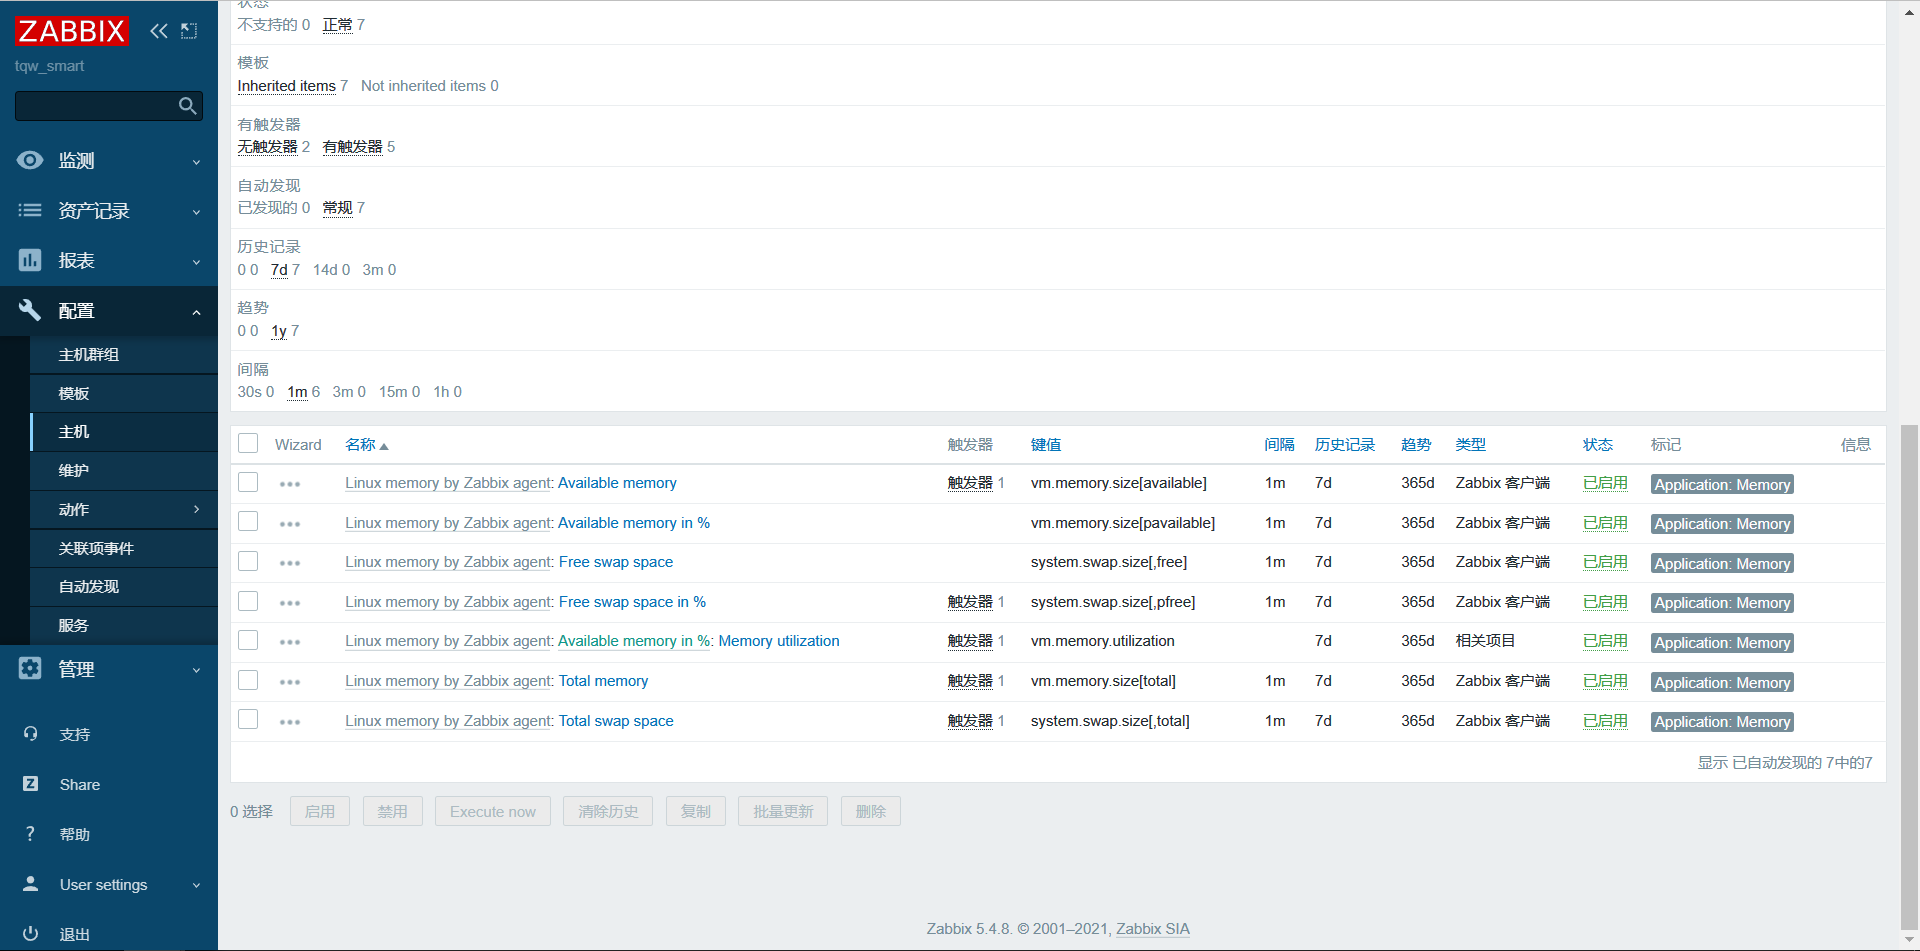 ZABBIX
tqw_smart
监测
资产记录
报表
配置
主机群组
模板
主机
维护
动作
关联项事件
自动发现
服务
管理
支持
Share
帮助
User settings
退出
状态
不支持的 0 正常 7
模板
Inherited items 7 Not inherited items 0
有触发器
无触发器 2 有触发器 5
自动发现
已发现的 0 常规 7
历史记录
0 0 7d 7 14d 0 3m 0
趋势
0 0 1y 7
间隔
30s 0 1m 6 3m 0 15m 0 1h 0
Wizard 名称 触发器 键值 间隔 历史记录 趋势 类型 状态 标记 信息
Linux memory by Zabbix agent: Available memory 触发器 1 vm.memory.size[available] 1m 7d 365d Zabbix 客户端 已启用 Application: Memory
Linux memory by Zabbix agent: Available memory in % vm.memory.size[pavailable] 1m 7d 365d Zabbix 客户端 已启用 Application: Memory
Linux memory by Zabbix agent: Free swap space system.swap.size[,free] 1m 7d 365d Zabbix 客户端 已启用 Application: Memory
Linux memory by Zabbix agent: Free swap space in % 触发器 1 system.swap.size[,pfree] 1m 7d 365d Zabbix 客户端 已启用 Application: Memory
Linux memory by Zabbix agent: Available memory in %: Memory utilization 触发器 1 vm.memory.utilization 7d 365d 相关项目 已启用 Application: Memory
Linux memory by Zabbix agent: Total memory 触发器 1 vm.memory.size[total] 1m 7d 365d Zabbix 客户端 已启用 Application: Memory
Linux memory by Zabbix agent: Total swap space 触发器 1 system.swap.size[,total] 1m 7d 365d Zabbix 客户端 已启用 Application: Memory
显示 已自动发现的 7中的7
0 选择 启用 禁用 Execute now 清除历史 复制 批量更新 删除
Zabbix 5.4.8. © 2001–2021, Zabbix SIA